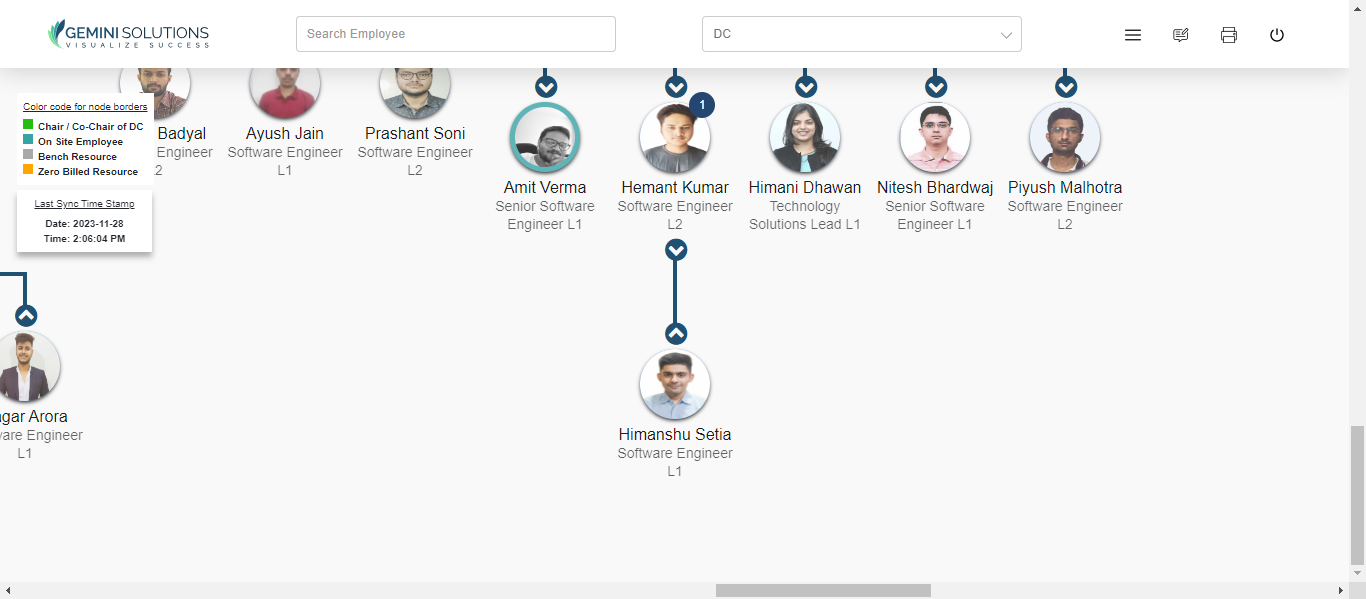 GEMINI SOLUTIONS
VISUALIZE SUCCESS
Search Employee
DC
Color code for node borders
Chair / Co-Chair of DC
On Site Employee
Bench Resource
Zero Billed Resource
Last Sync Time Stamp
Date: 2023-11-28
Time: 2:06:04 PM
Badyal
Engineer
L2
Ayush Jain
Software Engineer
L1
Prashant Soni
Software Engineer
L2
Amit Verma
Senior Software
Engineer L1
1
Hemant Kumar
Software Engineer
L2
Himani Dhawan
Technology
Solutions Lead L1
Nitesh Bhardwaj
Senior Software
Engineer L1
Piyush Malhotra
Software Engineer
L2
Arora
Engineer
L1
Himanshu Setia
Software Engineer
L1